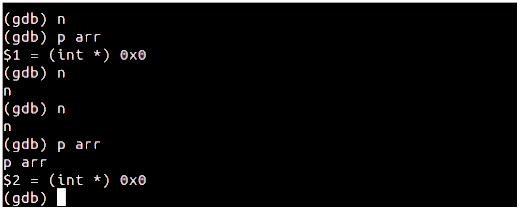 (gdb) n
(gdb) p arr
$1 = (int *) 0x0
(gdb) n
n
(gdb) n
n
(gdb) p arr
p arr
$2 = (int *) 0x0
(gdb)